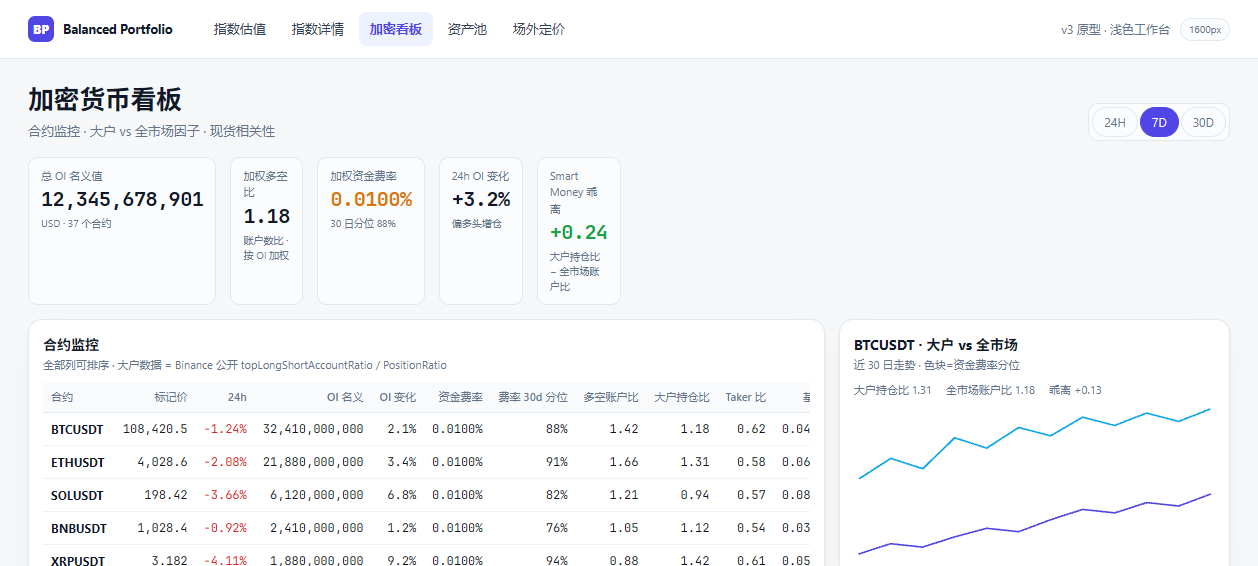 BP Balanced Portfolio 指数估值 指数详情 加密看板 资产池 场外定价 v3 原型 · 浅色工作台 1600px
加密货币看板
合约监控 · 大户 vs 全市场因子 · 现货相关性
24H 7D 30D
总 OI 名义值
12,345,678,901
USD · 37 个合约
加权多空
比
1.18
账户数比 ·
按 OI 加权
加权资金费率
0.0100%
30 日分位 88%
24h OI 变化
+3.2%
偏多头增仓
Smart
Money 乖
离
+0.24
大户持仓比
− 全市场账
户比
合约监控
全部列可排序 · 大户数据 = Binance 公开 topLongShortAccountRatio / PositionRatio
合约 标记价 24h OI 名义 OI 变化 资金费率 费率 30d 分位 多空账户比 大户持仓比 Taker 比
BTCUSDT 108,420.5 -1.24% 32,410,000,000 2.1% 0.0100% 88% 1.42 1.18 0.62 0.04
ETHUSDT 4,028.6 -2.08% 21,880,000,000 3.4% 0.0100% 91% 1.66 1.31 0.58 0.06
SOLUSDT 198.42 -3.66% 6,120,000,000 6.8% 0.0100% 82% 1.21 0.94 0.57 0.08
BNBUSDT 1,028.4 -0.92% 2,410,000,000 1.2% 0.0100% 76% 1.05 1.12 0.54 0.03
XRPUSDT 3.182 -4.11% 1,880,000,000 9.2% 0.0100% 94% 0.88 1.42 0.61 0.05
BTCUSDT · 大户 vs 全市场
近 30 日走势 · 色块=资金费率分位
大户持仓比 1.31 全市场账户比 1.18 乖离 +0.13